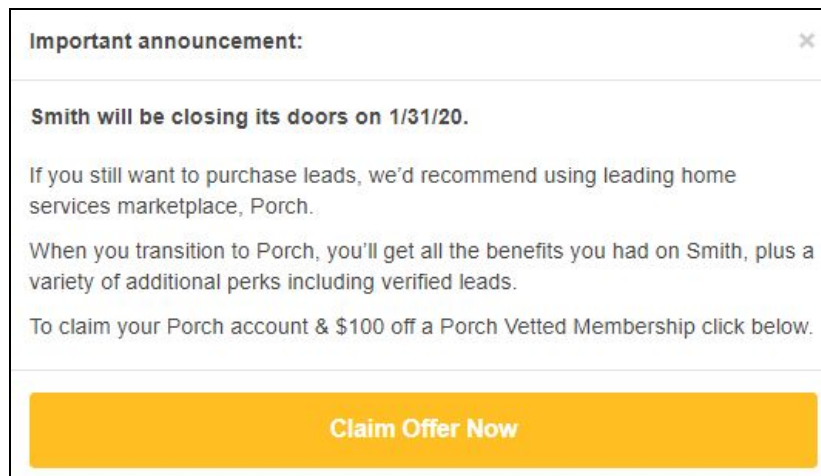 Important announcement:
Smith will be closing its doors on 1/31/20.
If you still want to purchase leads, we'd recommend using leading home
services marketplace, Porch.
When you transition to Porch, you'll get all the benefits you had on Smith, plus a
variety of additional perks including verified leads.
To claim your Porch account & $100 off a Porch Vetted Membership click below.
Claim Offer Now